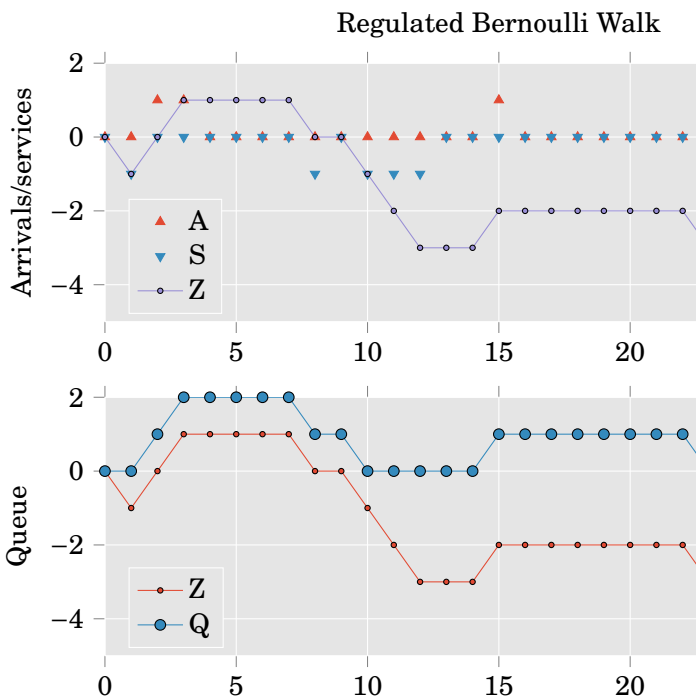 Regulated Bernoulli Walk
Arrivals/services
2
0
−2
−4
A
S
Z
0 5 10 15 20
Queue
2
0
−2
−4
Z
Q
0 5 10 15 20